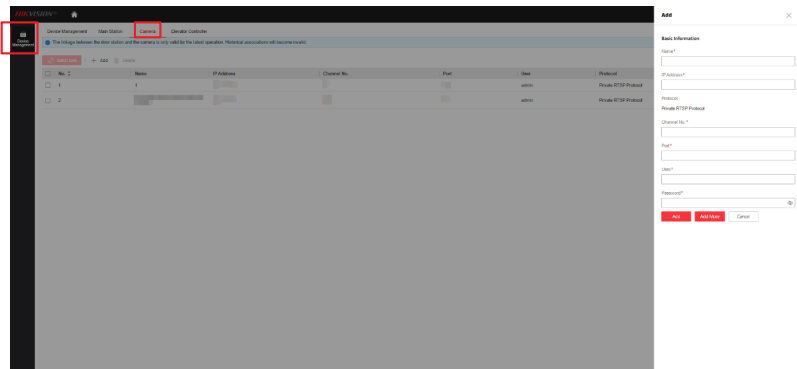 HIKVISION
Add
Device Management Main Station Camera Elevator Controller
Device Management
The linkage between the door station and the camera is only valid for the latest operation. Historical associations will become invalid.
Basic Information
Name*
+ Add Delete
No. Name IP Address Channel No. Port User Protocol
1 1 admin Private RTSP Protocol
2 admin Private RTSP Protocol
IP Address*
Protocol
Private RTSP Protocol
Channel No.*
Port*
User*
Password*
Add Add More Cancel